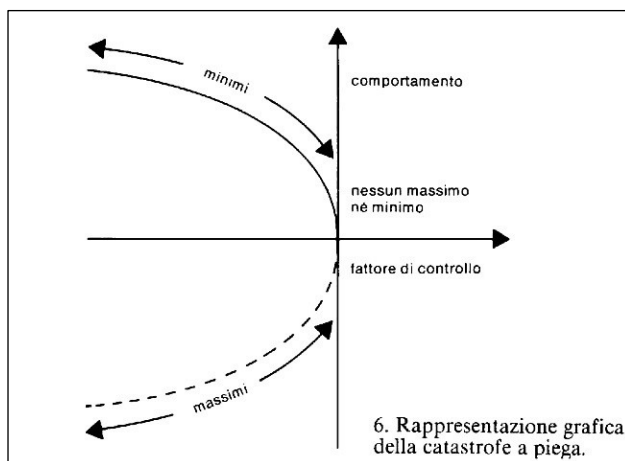 minimi
comportamento
nessun massimo
né minimo
fattore di controllo
massimi
6. Rappresentazione grafica
della catastrofe a piega.